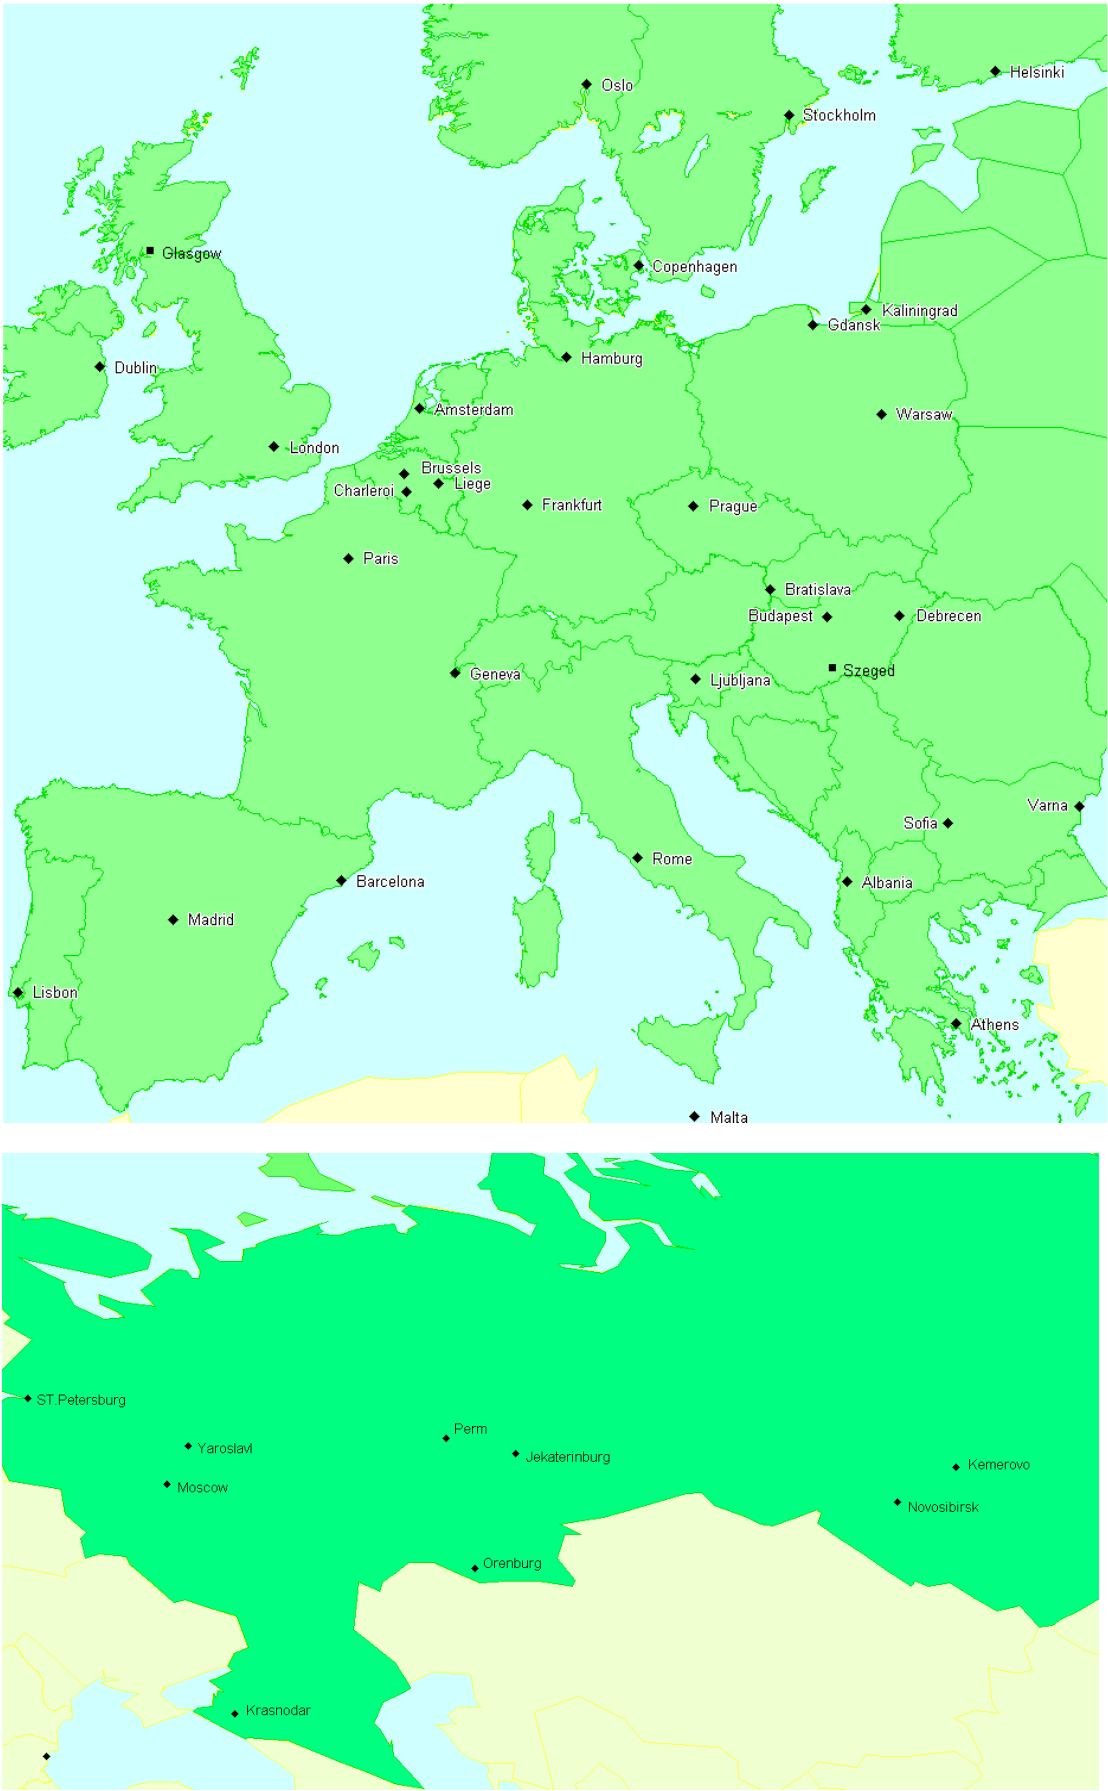 Oslo
Helsinki
Stockholm
Glasgow
Copenhagen
Kaliningrad
Gdansk
Hamburg
Dublin
Amsterdam
Warsaw
London
Brussels
Liege
Charleroi
Frankfurt
Prague
Paris
Bratislava
Budapest
Debrecen
Geneva
Szeged
Ljubljana
Varna
Sofia
Rome
Barcelona
Albania
Madrid
Lisbon
Athens
Malta
ST.Petersburg
Perm
Yaroslavl
Jekaterinburg
Kemerovo
Moscow
Novosibirsk
Orenburg
Krasnodar